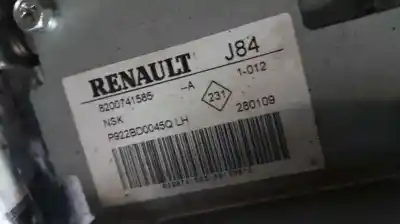 RENAULT J84
8200741585 -A 1-012
NSK 231 280109
P922BD0045Q LH